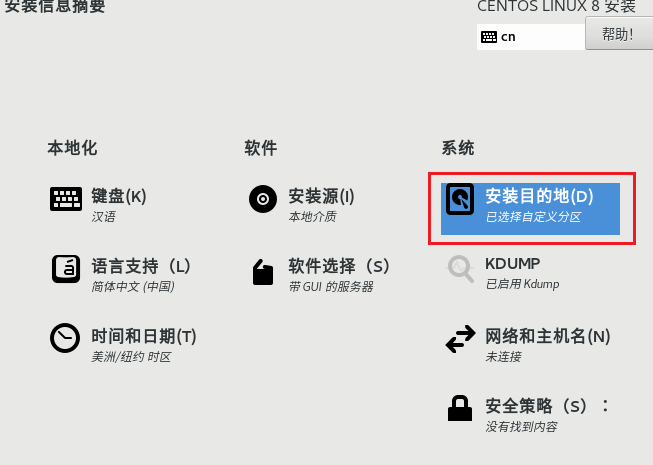 安装信息摘要
CENTOS LINUX 8 安装
cn
帮助!
本地化
软件
系统
键盘(K)
汉语
安装源(I)
本地介质
安装目的地(D)
已选择自定义分区
语言支持（L）
简体中文 (中国)
软件选择（S）
带 GUI 的服务器
KDUMP
已启用 Kdump
时间和日期(T)
美洲/纽约 时区
网络和主机名(N)
未连接
安全策略（S）：
没有找到内容